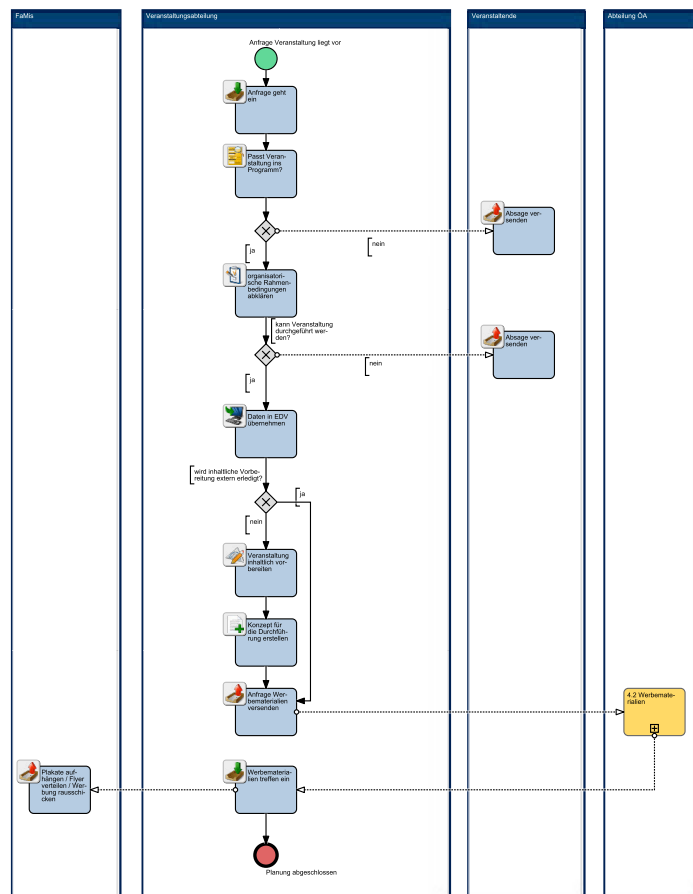 FaMis
Veranstaltungsabteilung
Veranstaltende
Abteilung ÖA
Anfrage Veranstaltung liegt vor
Anfrage geht
ein
Passt Veran-
staltung ins
Programm?
Absage ver-
senden
nein
ja
organisatori-
sche Rahmen-
bedingungen
abklären
kann Veranstaltung
durchgeführt wer-
den?
Absage ver-
senden
nein
ja
Daten in EDV
übernehmen
wird inhaltliche Vorbe-
reitung extern erledigt?
ja
nein
Veranstaltung
inhaltlich vor-
bereiten
Konzept für
die Durchfüh-
rung erstellen
Anfrage Wer-
bematerialien
versenden
4.2 Werbemate-
rialien
Plakate auf-
hängen / Flyer
verteilen / Wer-
bung rausschi-
cken
Werbemateria-
lien treffen ein
Planung abgeschlossen